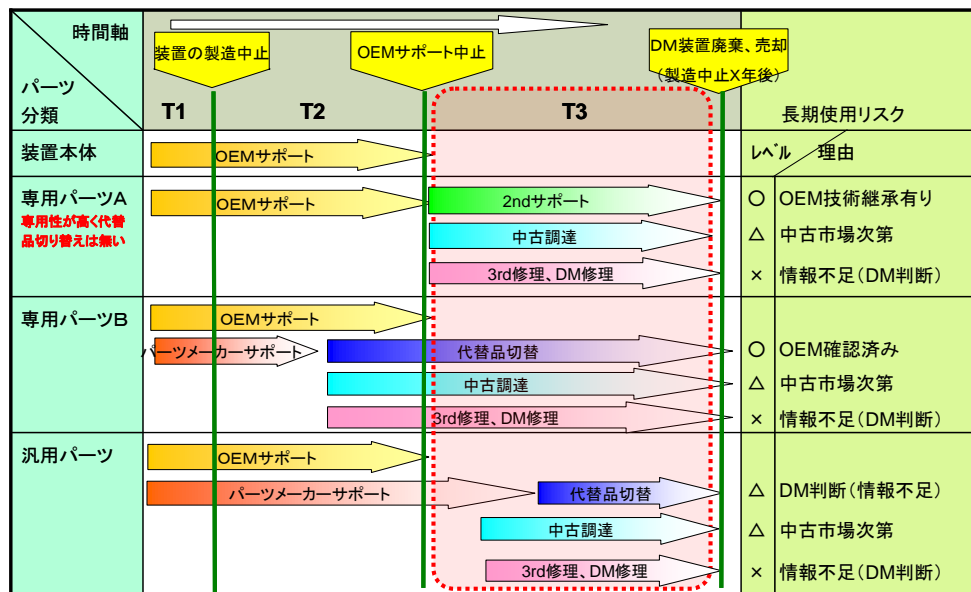 時間軸
パーツ
分類
装置の製造中止
OEMサポート中止
DM装置廃棄、売却
(製造中止X年後)
T1
T2
T3
長期使用リスク
レベル
理由
装置本体
OEMサポート
専用パーツA
専用性が高く代替
品切り替えは無い
OEMサポート
2ndサポート
○
OEM技術継承有り
中古調達
△
中古市場次第
3rd修理、DM修理
×
情報不足(DM判断)
専用パーツB
OEMサポート
パーツメーカーサポート
代替品切替
○
OEM確認済み
中古調達
△
中古市場次第
3rd修理、DM修理
×
情報不足(DM判断)
汎用パーツ
OEMサポート
パーツメーカーサポート
代替品切替
△
DM判断(情報不足)
中古調達
△
中古市場次第
3rd修理、DM修理
×
情報不足(DM判断)